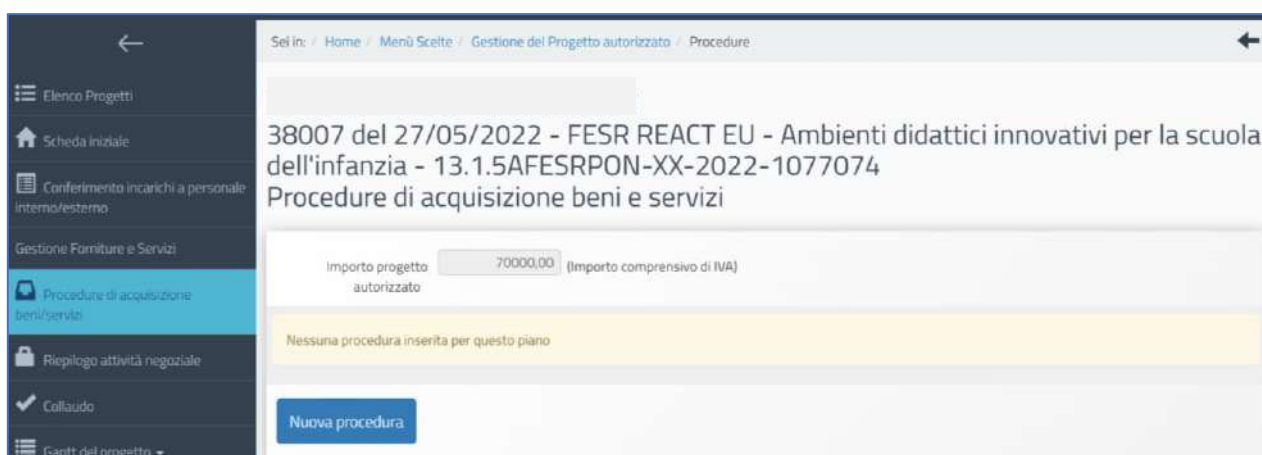 Sei in: / Home / Menù Scelte / Gestione del Progetto autorizzato / Procedure
Elenco Progetti
Scheda iniziale
Conferimento incarichi a personale
interno/esterno
Gestione Forniture e Servizi
Procedure di acquisizione
beni/servizi
Riepilogo attività negoziale
Collaudo
Gantt del progetto
38007 del 27/05/2022 - FESR REACT EU - Ambienti didattici innovativi per la scuola
dell'infanzia - 13.1.5AFESRPON-XX-2022-1077074
Procedure di acquisizione beni e servizi
Importo progetto
autorizzato
70000,00 (Importo comprensivo di IVA)
Nessuna procedura inserita per questo piano
Nuova procedura